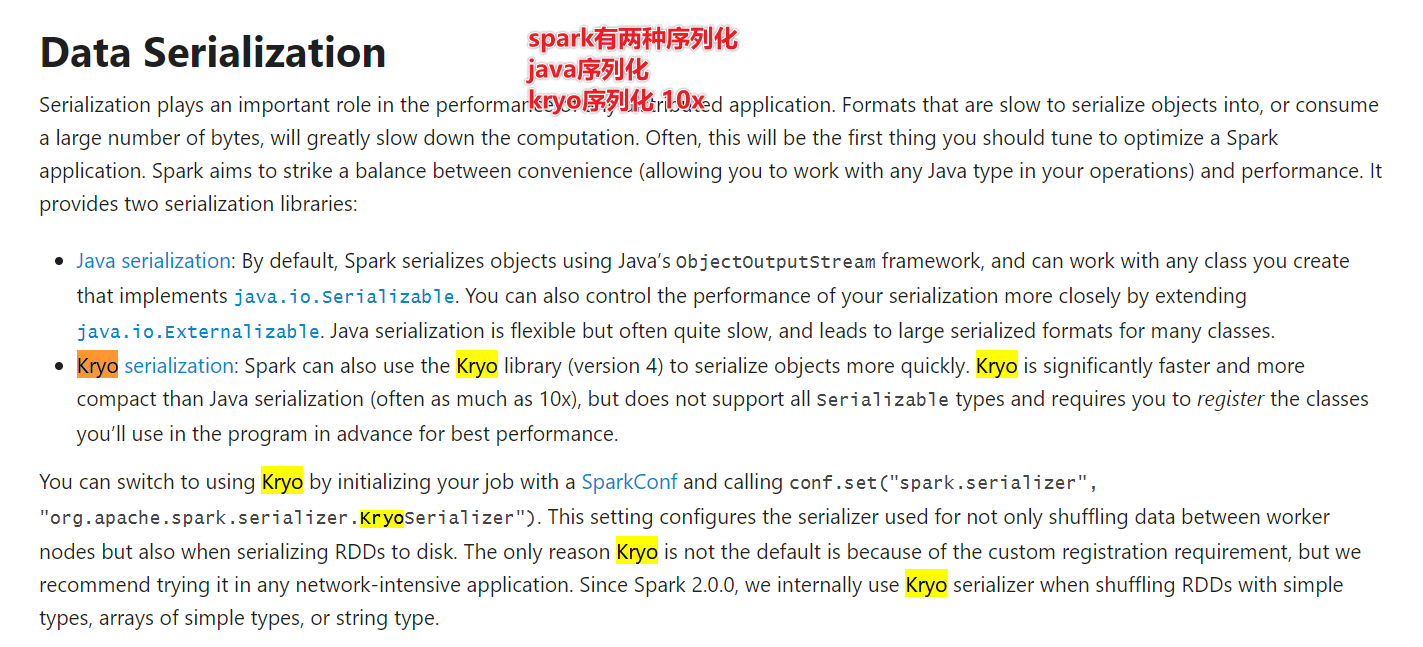 Data Serialization
spark有两种序列化
java序列化
kryo序列化 10x
Serialization plays an important role in the performance of any distributed application. Formats that are slow to serialize objects into, or consume
a large number of bytes, will greatly slow down the computation. Often, this will be the first thing you should tune to optimize a Spark
application. Spark aims to strike a balance between convenience (allowing you to work with any Java type in your operations) and performance. It
provides two serialization libraries:
• Java serialization: By default, Spark serializes objects using Java’s ObjectOutputStream framework, and can work with any class you create
that implements java.io.Serializable. You can also control the performance of your serialization more closely by extending
java.io.Externalizable. Java serialization is flexible but often quite slow, and leads to large serialized formats for many classes.
• Kryo serialization: Spark can also use the Kryo library (version 4) to serialize objects more quickly. Kryo is significantly faster and more
compact than Java serialization (often as much as 10x), but does not support all Serializable types and requires you to register the classes
you’ll use in the program in advance for best performance.
You can switch to using Kryo by initializing your job with a SparkConf and calling conf.set("spark.serializer",
"org.apache.spark.serializer.KryoSerializer"). This setting configures the serializer used for not only shuffling data between worker
nodes but also when serializing RDDs to disk. The only reason Kryo is not the default is because of the custom registration requirement, but we
recommend trying it in any network-intensive application. Since Spark 2.0.0, we internally use Kryo serializer when shuffling RDDs with simple
types, arrays of simple types, or string type.